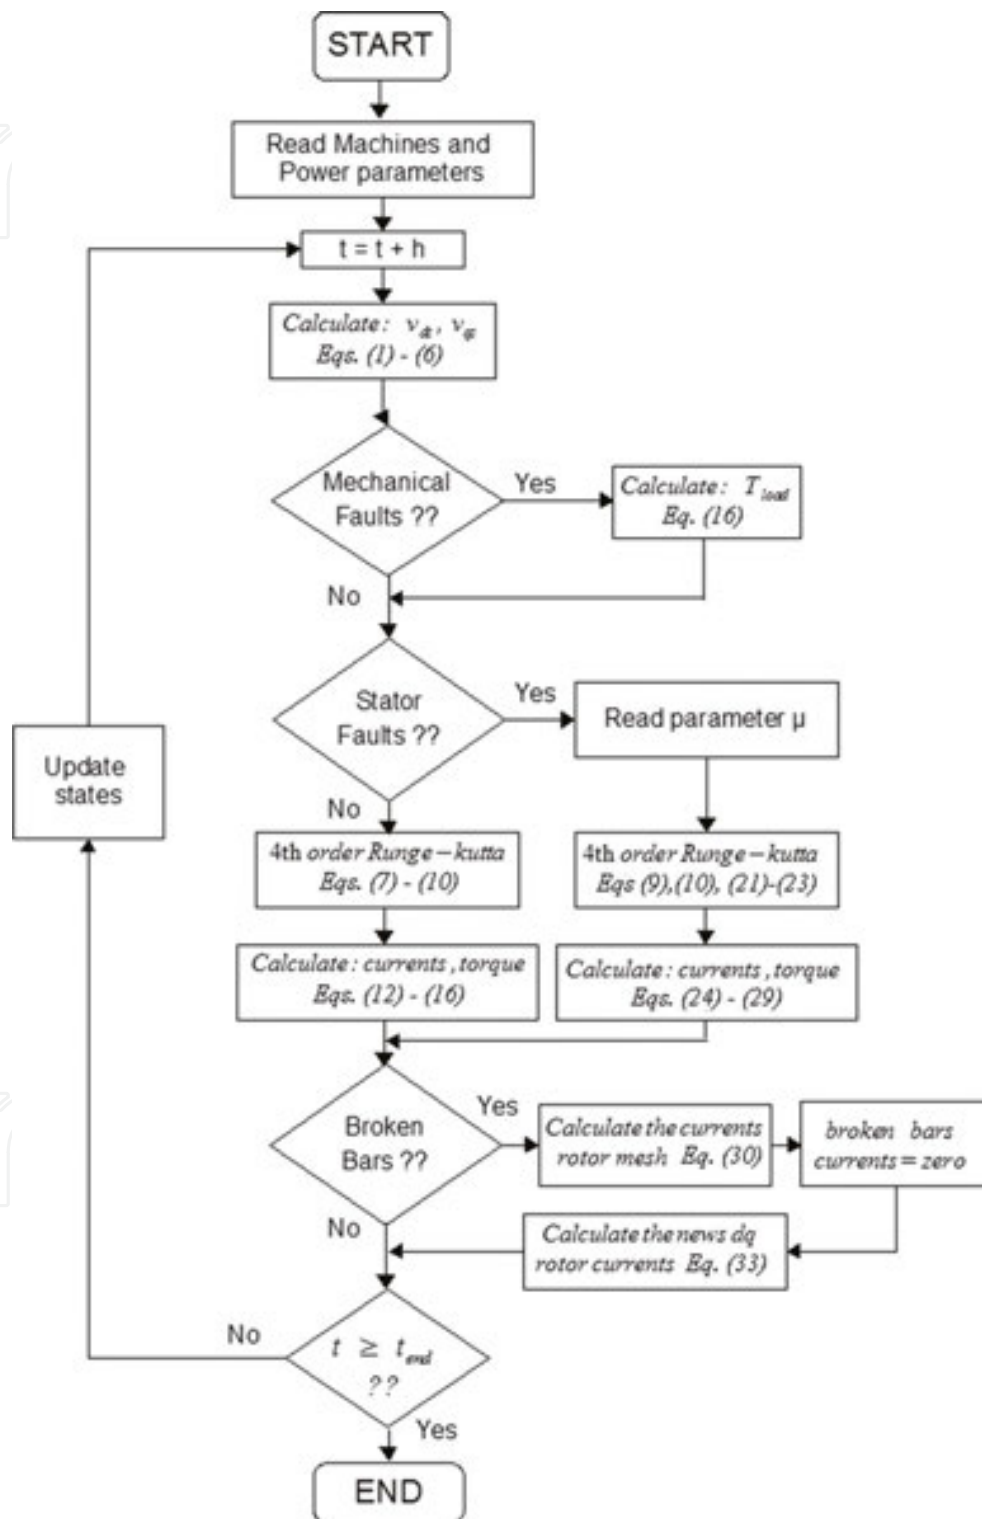 START
Read Machines and
Power parameters
t = t + h
Calculate: v_ds, v_qs
Eqs. (1) - (6)
Mechanical
Faults ??
Yes
Calculate: T_load
Eq. (16)
No
Stator
Faults ??
Yes
Read parameter μ
Update
states
No
4th order Runge-kutta
Eqs. (7) - (10)
4th order Runge-kutta
Eqs (9),(10), (21)-(23)
Calculate: currents, torque
Eqs. (12) - (16)
Calculate: currents, torque
Eqs. (24) - (29)
Broken
Bars ??
Yes
Calculate the currents
rotor mesh Eq. (30)
broken bars
currents = zero
No
Calculate the news dq
rotor currents Eq. (33)
No
t ≥ t_end
??
Yes
END